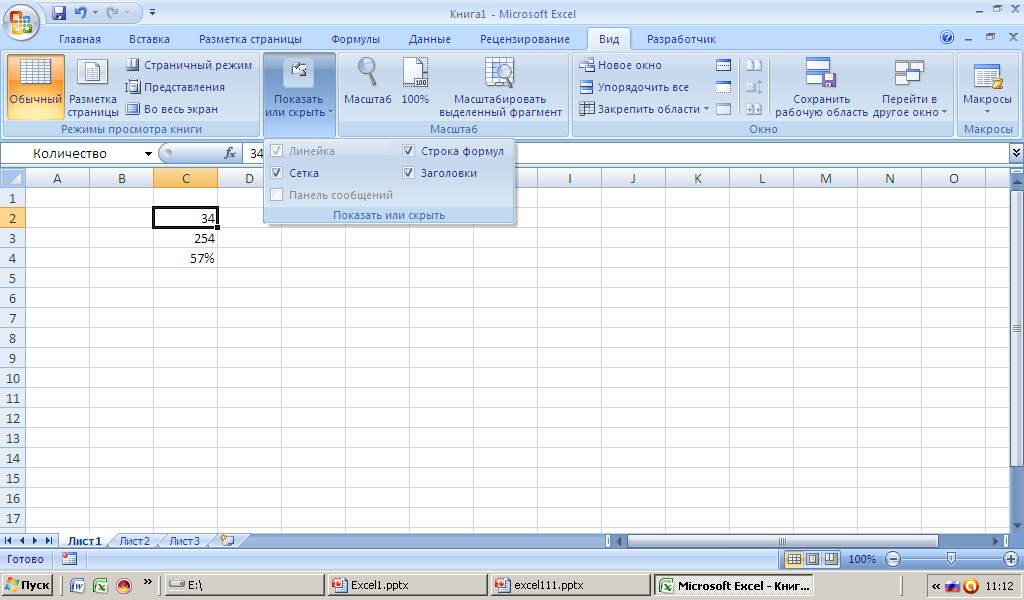 Книга1 - Microsoft Excel
Главная Вставка Разметка страницы Формулы Данные Рецензирование Вид Разработчик
Обычный
Разметка страницы
Страничный режим
Представления
Во весь экран
Режимы просмотра книги
Показать или скрыть
Масштаб
100
100%
Масштабировать выделенный фрагмент
Масштаб
Новое окно
Упорядочить все
Закрепить области
Сохранить рабочую область
Перейти в другое окно
Окно
Макросы
Макросы
Количество fx 34
Линейка Строка формул
Сетка Заголовки
Панель сообщений
Показать или скрыть
A B C D I J K L M N O
1
2 34
3 254
4 57%
5
6
7
8
9
10
11
12
13
14
15
16
17
Лист1 Лист2 Лист3
Готово 100%
Пуск » E:\ Excel1.pptx excel111.pptx Microsoft Excel - Книг... « 11:12